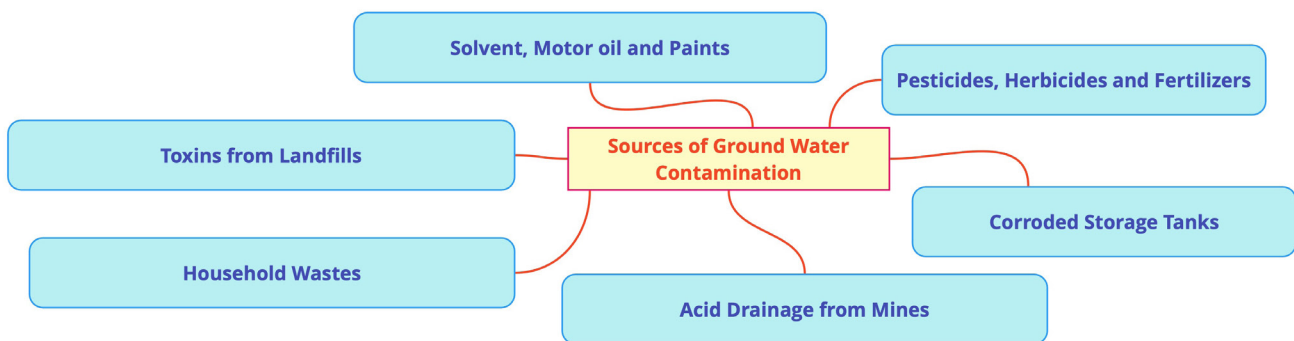 Solvent, Motor oil and Paints
Pesticides, Herbicides and Fertilizers
Toxins from Landfills
Sources of Ground Water
Contamination
Corroded Storage Tanks
Household Wastes
Acid Drainage from Mines